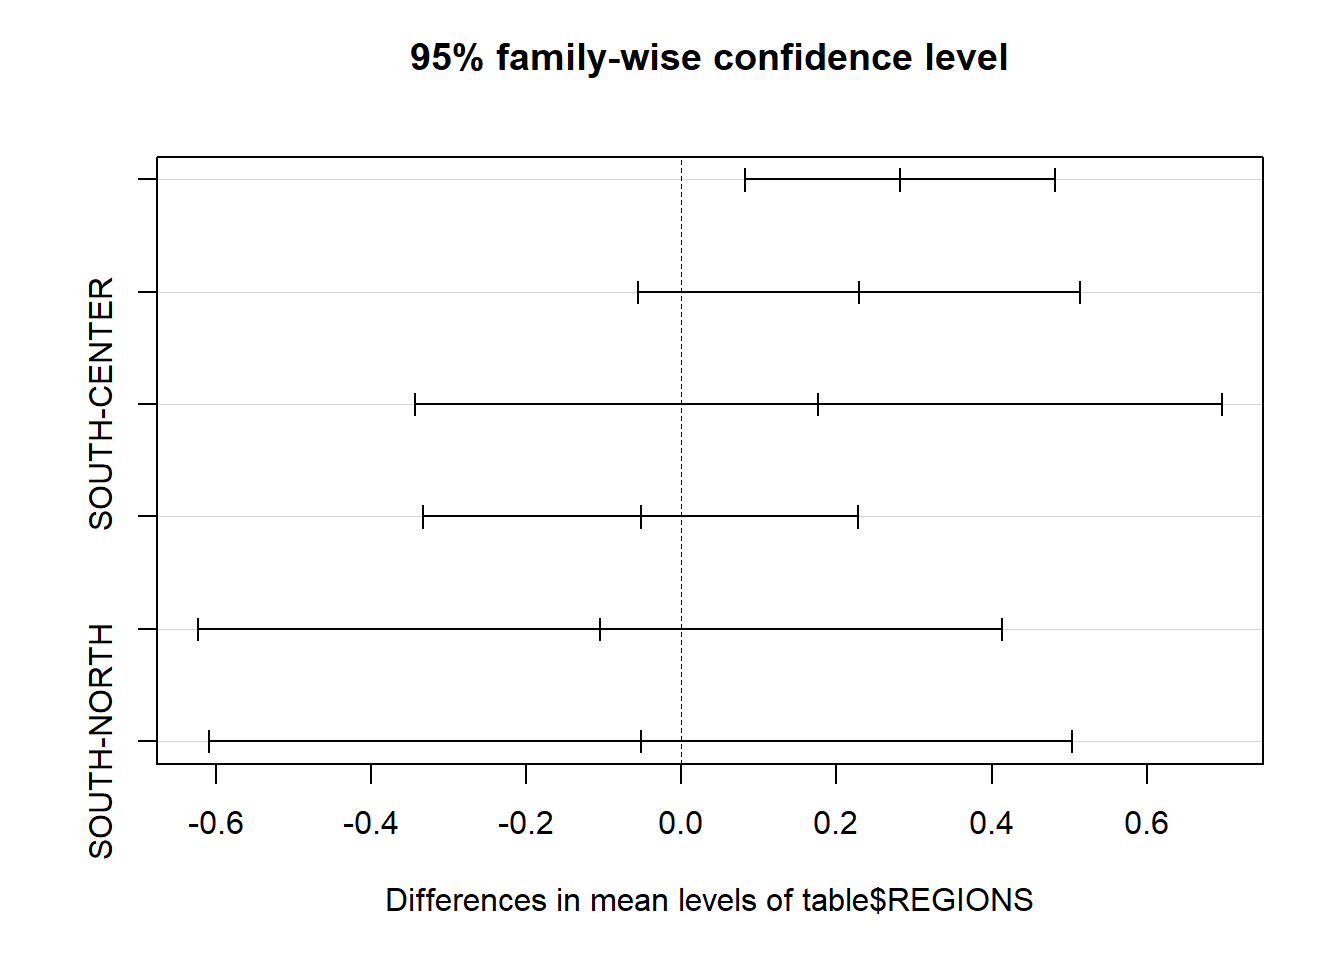 95% family-wise confidence level
SOUTH-CENTER
SOUTH-NORTH
-0.6 -0.4 -0.2 0.0 0.2 0.4 0.6
Differences in mean levels of table$REGIONS